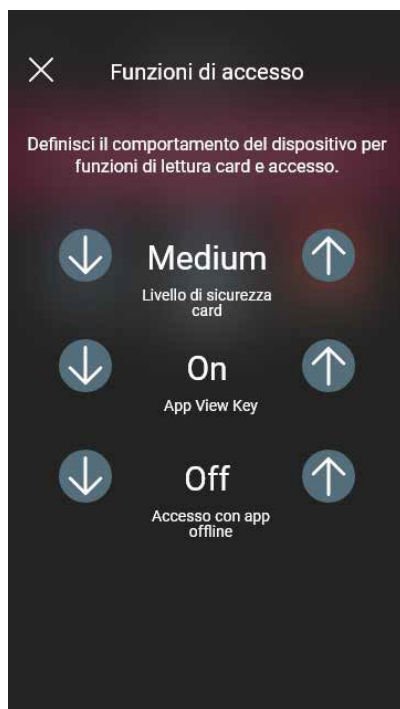 Funzioni di accesso
Definisci il comportamento del dispositivo per
funzioni di lettura card e accesso.
Medium
Livello di sicurezza
card
On
App View Key
Off
Accesso con app
offline